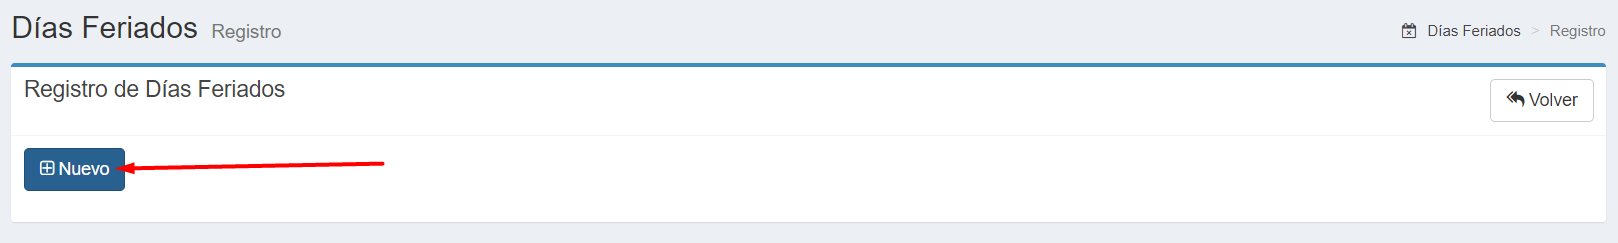 Días Feriados Registro
Días Feriados > Registro
Registro de Días Feriados
Volver
Nuevo